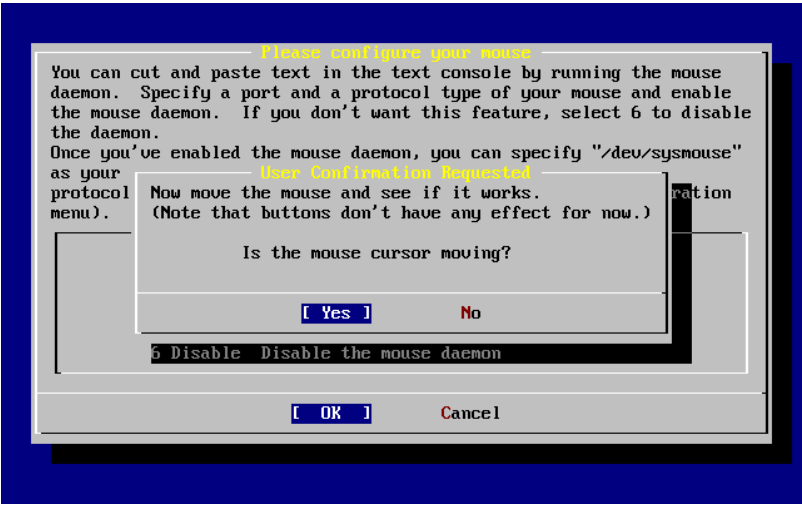 Please configure your mouse
You can cut and paste text in the text console by running the mouse
daemon.  Specify a port and a protocol type of your mouse and enable
the mouse daemon.  If you don't want this feature, select 6 to disable
the daemon.
Once you've enabled the mouse daemon, you can specify "/dev/sysmouse"
as your
protocol ration
menu).
User Confirmation Requested
Now move the mouse and see if it works.
(Note that buttons don't have any effect for now.)
Is the mouse cursor moving?
[ Yes ] No
6 Disable  Disable the mouse daemon
[ OK ] Cancel